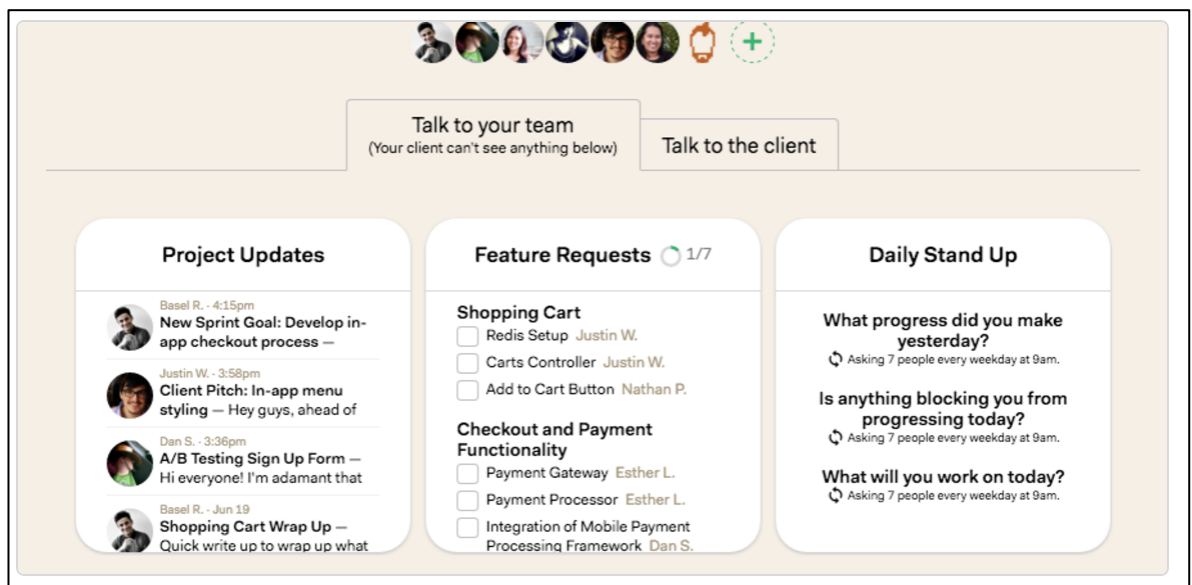 Talk to your team
(Your client can't see anything below)
Talk to the client
Project Updates
Basel R. · 4:15pm
New Sprint Goal: Develop in-
app checkout process —
Justin W. · 3:58pm
Client Pitch: In-app menu
styling — Hey guys, ahead of
Dan S. · 3:36pm
A/B Testing Sign Up Form —
Hi everyone! I'm adamant that
Basel R. · Jun 19
Shopping Cart Wrap Up —
Quick write up to wrap up what
Feature Requests 1/7
Shopping Cart
Redis Setup Justin W.
Carts Controller Justin W.
Add to Cart Button Nathan P.
Checkout and Payment
Functionality
Payment Gateway Esther L.
Payment Processor Esther L.
Integration of Mobile Payment
Processing Framework Dan S.
Daily Stand Up
What progress did you make
yesterday?
Asking 7 people every weekday at 9am.
Is anything blocking you from
progressing today?
Asking 7 people every weekday at 9am.
What will you work on today?
Asking 7 people every weekday at 9am.